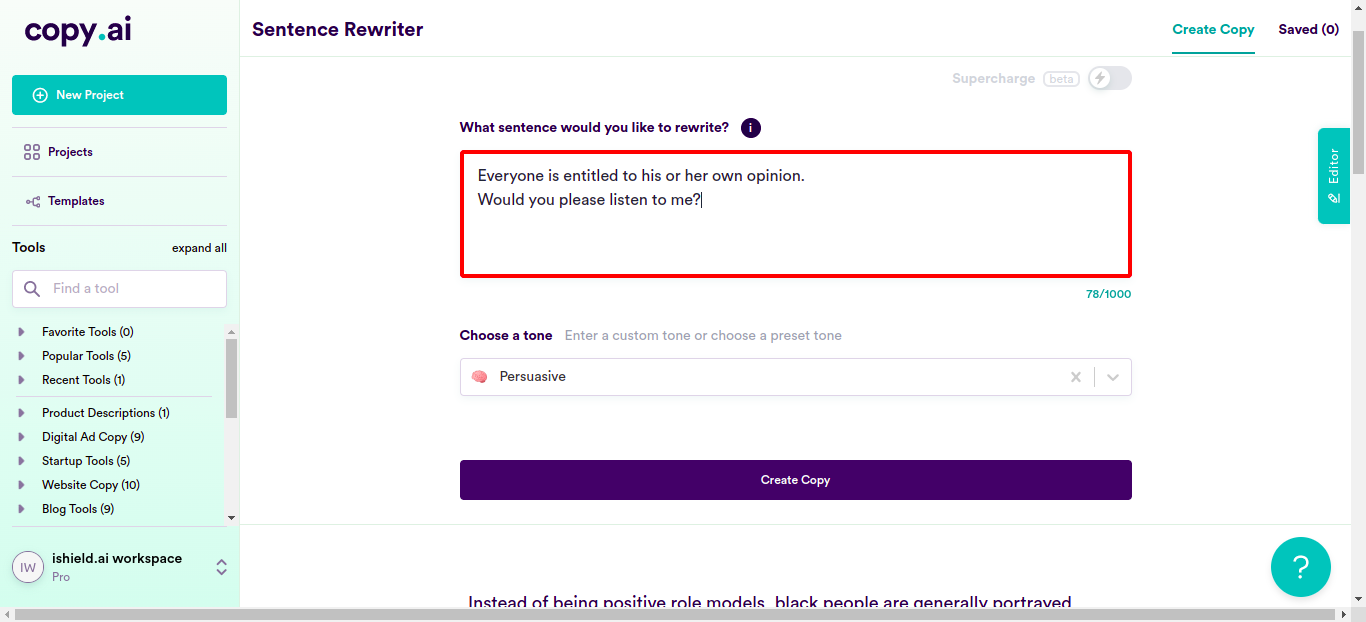 copy.ai
New Project
Projects
Templates
Tools expand all
Find a tool
Favorite Tools (0)
Popular Tools (5)
Recent Tools (1)
Product Descriptions (1)
Digital Ad Copy (9)
Startup Tools (5)
Website Copy (10)
Blog Tools (9)
IW
ishield.ai workspace
Pro
Sentence Rewriter
Create Copy Saved (0)
Supercharge beta
What sentence would you like to rewrite? i
Everyone is entitled to his or her own opinion.
Would you please listen to me?
78/1000
Choose a tone Enter a custom tone or choose a preset tone
Persuasive
Create Copy
Instead of being positive role models, black people are generally portrayed
Editor
?